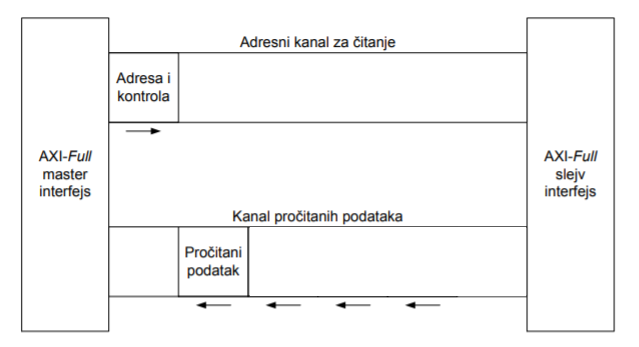 Adresni kanal za čitanje
Adresa i
kontrola
AXI-Full
master
interfejs
AXI-Full
slejv
interfejs
Kanal pročitanih podataka
Pročitani
podatak